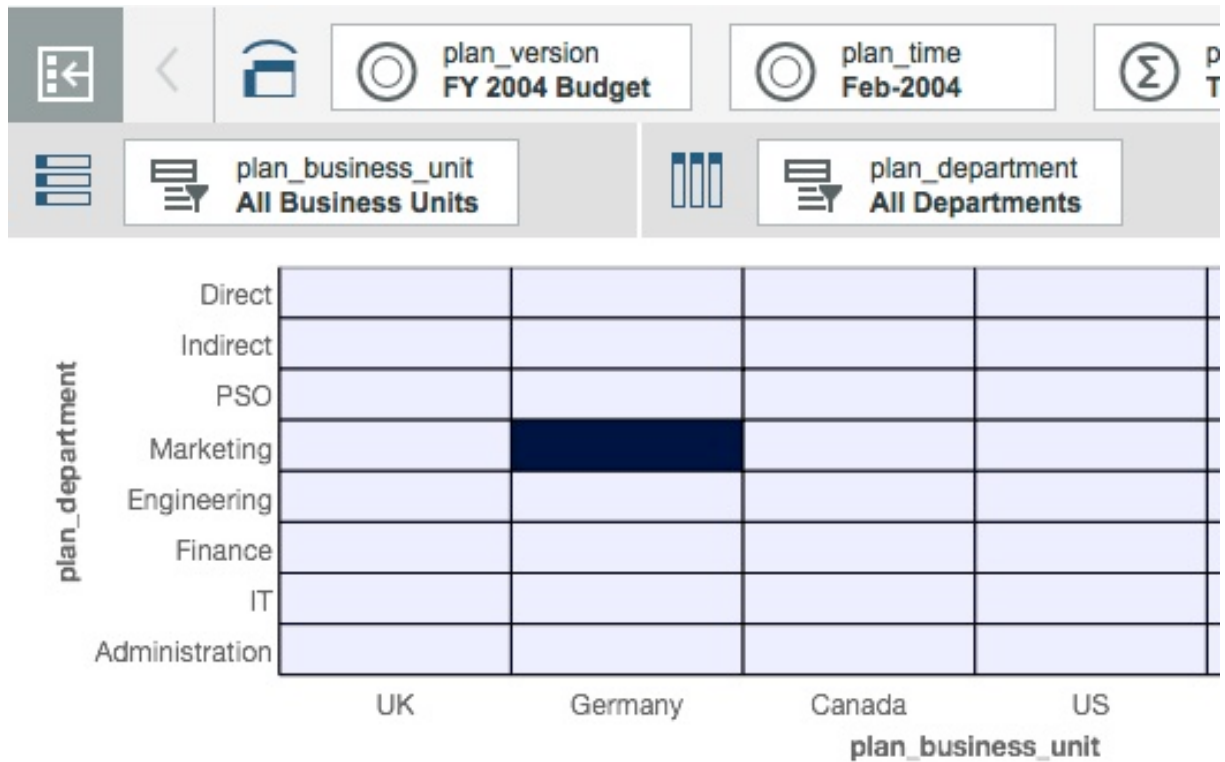 plan_version
FY 2004 Budget
plan_time
Feb-2004
plan_business_unit
All Business Units
plan_department
All Departments
plan_department
Direct
Indirect
PSO
Marketing
Engineering
Finance
IT
Administration
UK Germany Canada US
plan_business_unit